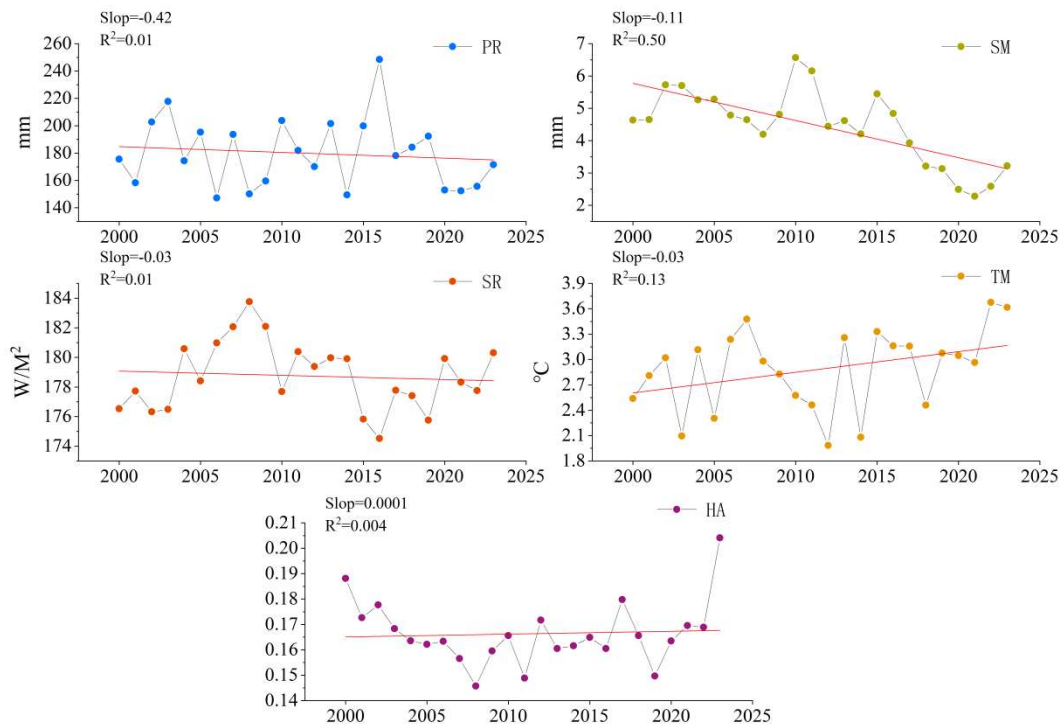 Slop=-0.42
R²=0.01
PR
260
240
220
200
180
160
140
mm
2000 2005 2010 2015 2020 2025
Slop=-0.11
R²=0.50
SM
7
6
5
4
3
2
mm
2000 2005 2010 2015 2020 2025
Slop=-0.03
R²=0.01
SR
184
182
180
178
176
174
W/M²
2000 2005 2010 2015 2020 2025
Slop=-0.03
R²=0.13
TM
3.9
3.6
3.3
3.0
2.7
2.4
2.1
1.8
°C
2000 2005 2010 2015 2020 2025
Slop=0.0001
R²=0.004
HA
0.21
0.20
0.19
0.18
0.17
0.16
0.15
0.14
2000 2005 2010 2015 2020 2025